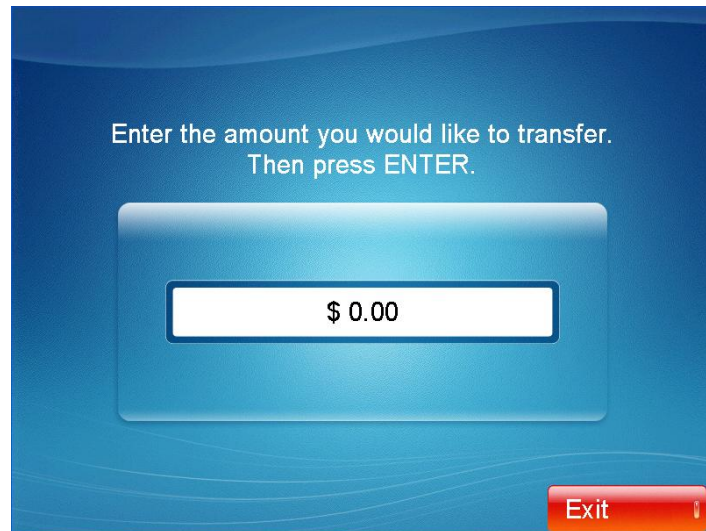 Enter the amount you would like to transfer.
Then press ENTER.
$ 0.00
Exit